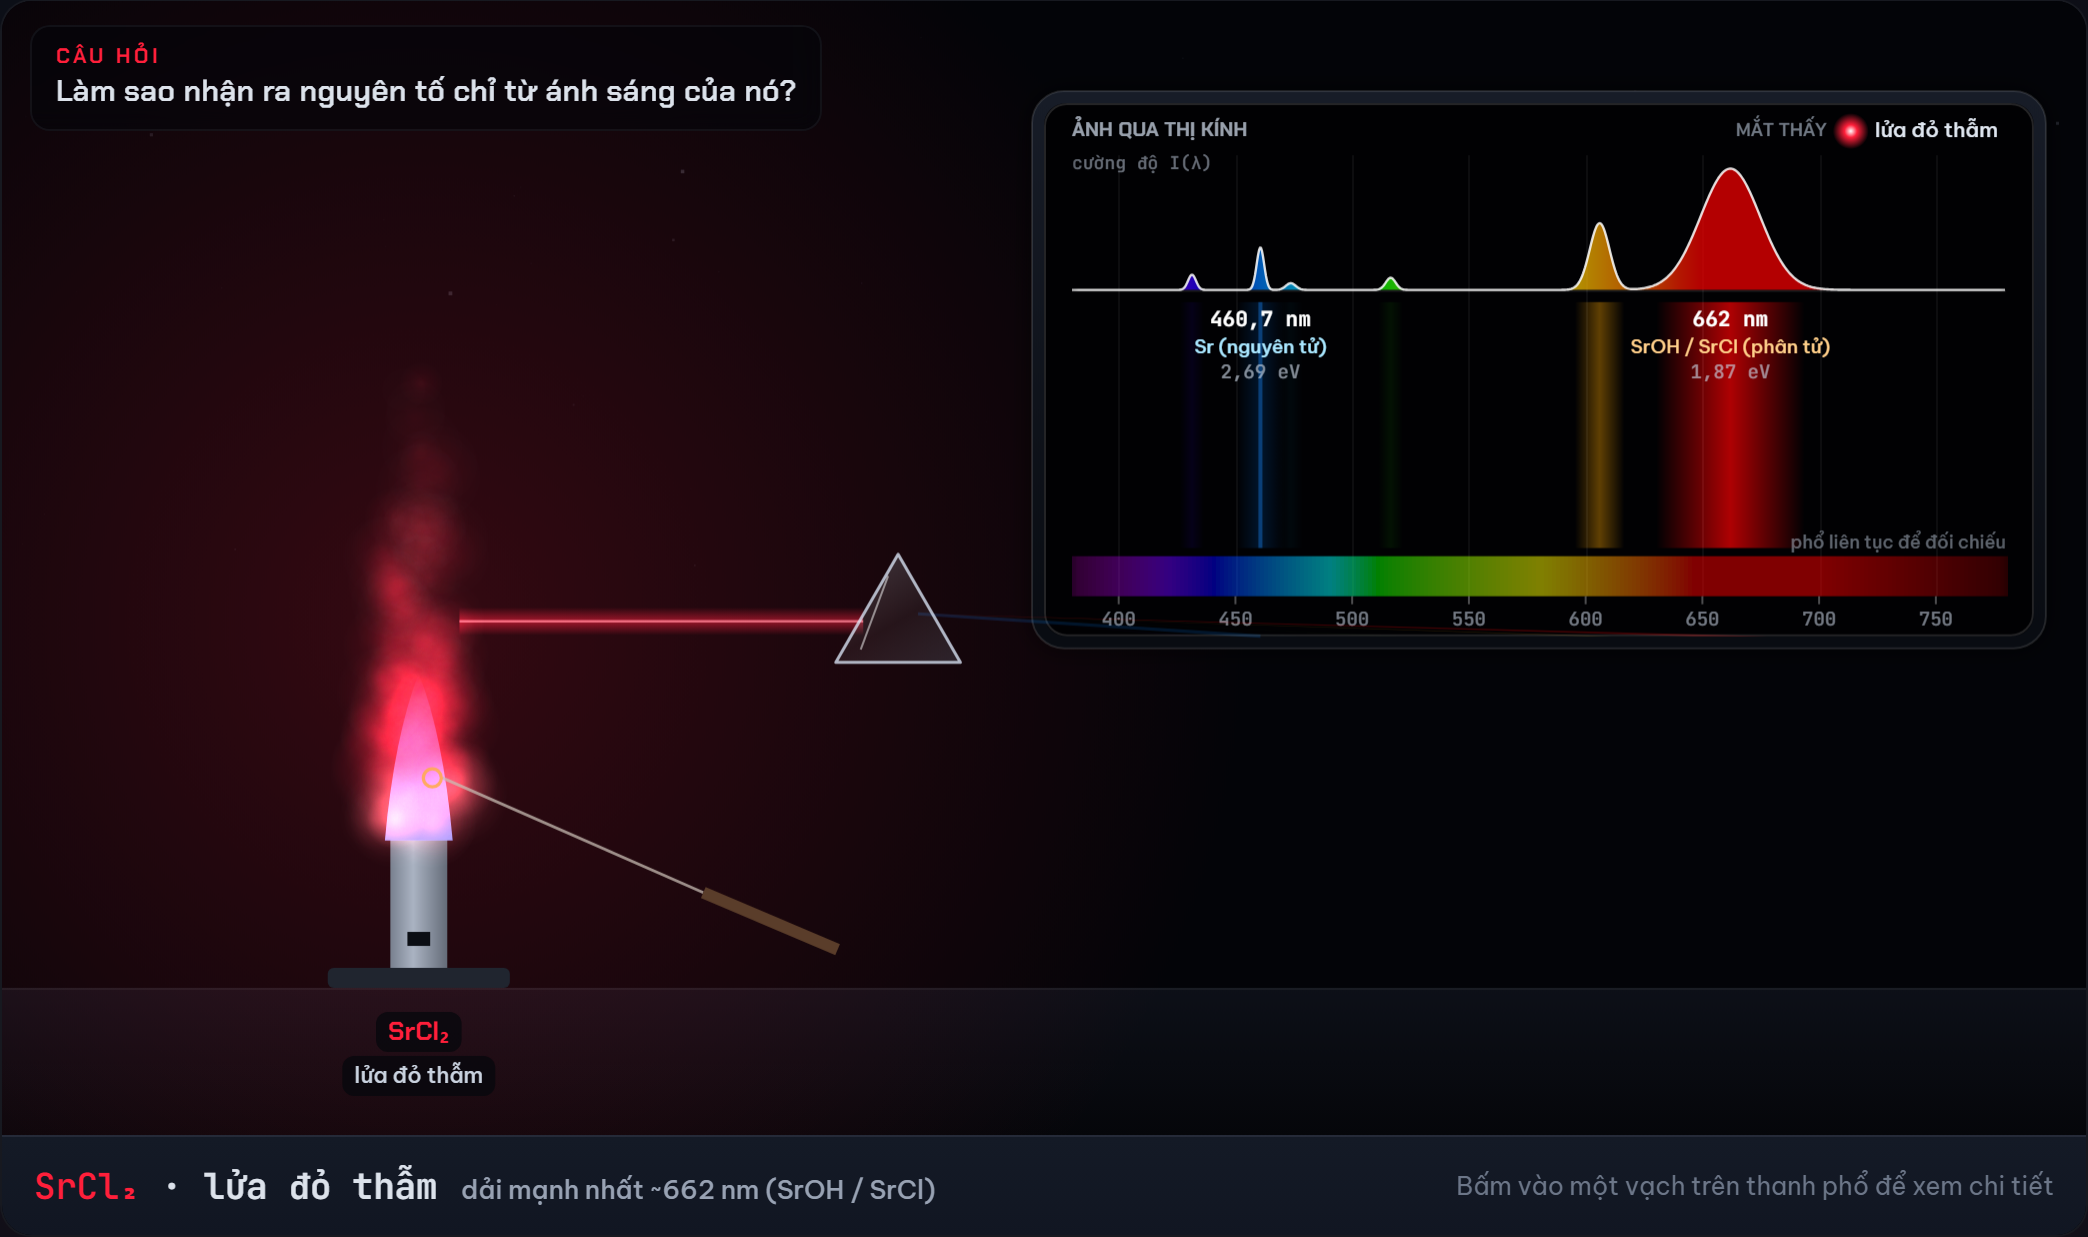 CÂU HỎI
Làm sao nhận ra nguyên tố chỉ từ ánh sáng của nó?
ẢNH QUA THỊ KÍNH
MẮT THẤY lửa đỏ thẫm
cường độ I(λ)
460,7 nm
Sr (nguyên tử)
2,69 eV
662 nm
SrOH / SrCl (phân tử)
1,87 eV
phổ liên tục để đối chiếu
400 450 500 550 600 650 700 750
SrCl₂
lửa đỏ thẫm
SrCl₂ · lửa đỏ thẫm dải mạnh nhất ~662 nm (SrOH / SrCl)
Bấm vào một vạch trên thanh phổ để xem chi tiết